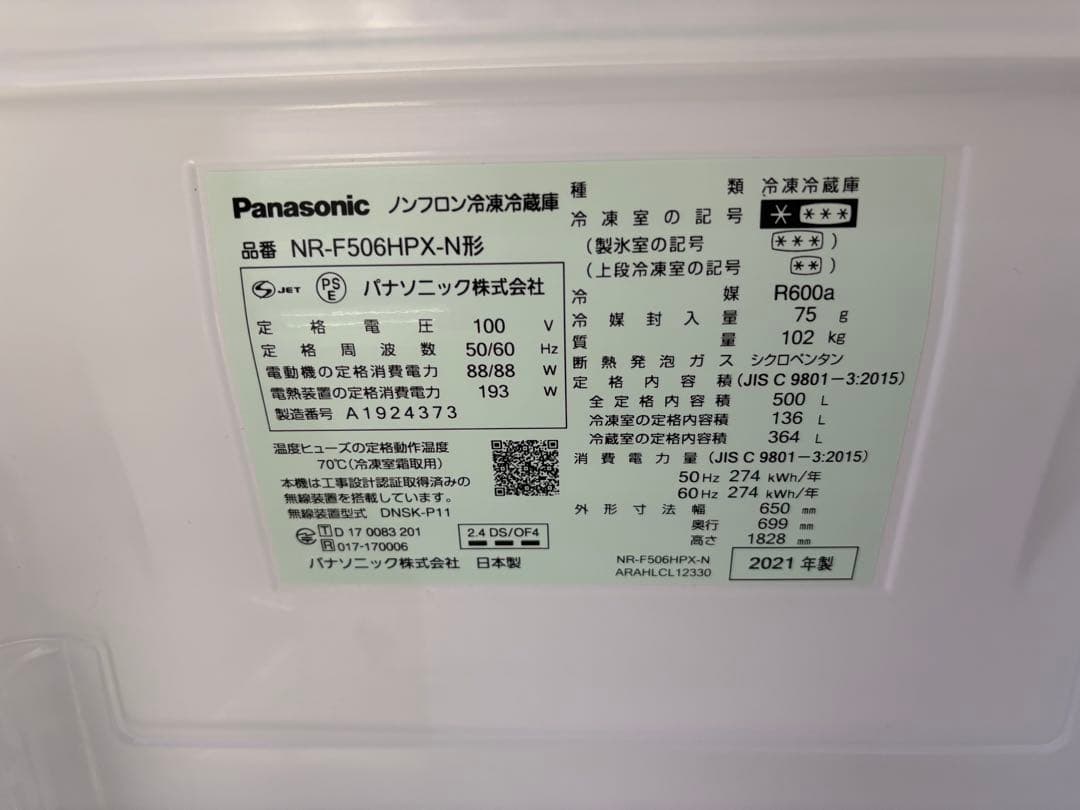 Panasonic ノンフロン冷凍冷蔵庫
品番 NR-F506HPX-N形
S JET PSE パナソニック株式会社
定格電圧 100 V
定格周波数 50/60 Hz
電動機の定格消費電力 88/88 W
電熱装置の定格消費電力 193 W
製造番号 A1924373
温度ヒューズの定格動作温度
70℃(冷凍室霜取用)
本機は工事設計認証取得済みの
無線装置を搭載しています。
無線装置型式 DNSK-P11
T D 17 0083 201
R 017-170006
2.4 DS/OF4
パナソニック株式会社 日本製
種類 冷凍冷蔵庫
冷凍室の記号 * ***
(製氷室の記号 ***)
(上段冷凍室の記号 **)
冷媒 R600a
冷媒封入量 75 g
質量 102 kg
断熱発泡ガス シクロペンタン
定格内容積(JIS C 9801-3:2015)
全定格内容積 500 L
冷凍室の定格内容積 136 L
冷蔵室の定格内容積 364 L
消費電力量(JIS C 9801-3:2015)
50Hz 274 kWh/年
60Hz 274 kWh/年
外形寸法 幅 650 mm
奥行 699 mm
高さ 1828 mm
NR-F506HPX-N
ARAHLCL12330
2021年製